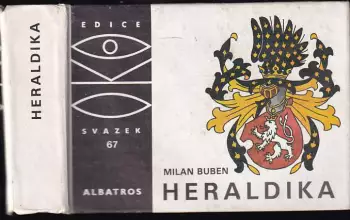 HERALDIKA
EDICE
OKO
SVAZEK
67
ALBATROS
MILAN BUBEN
HERALDIKA